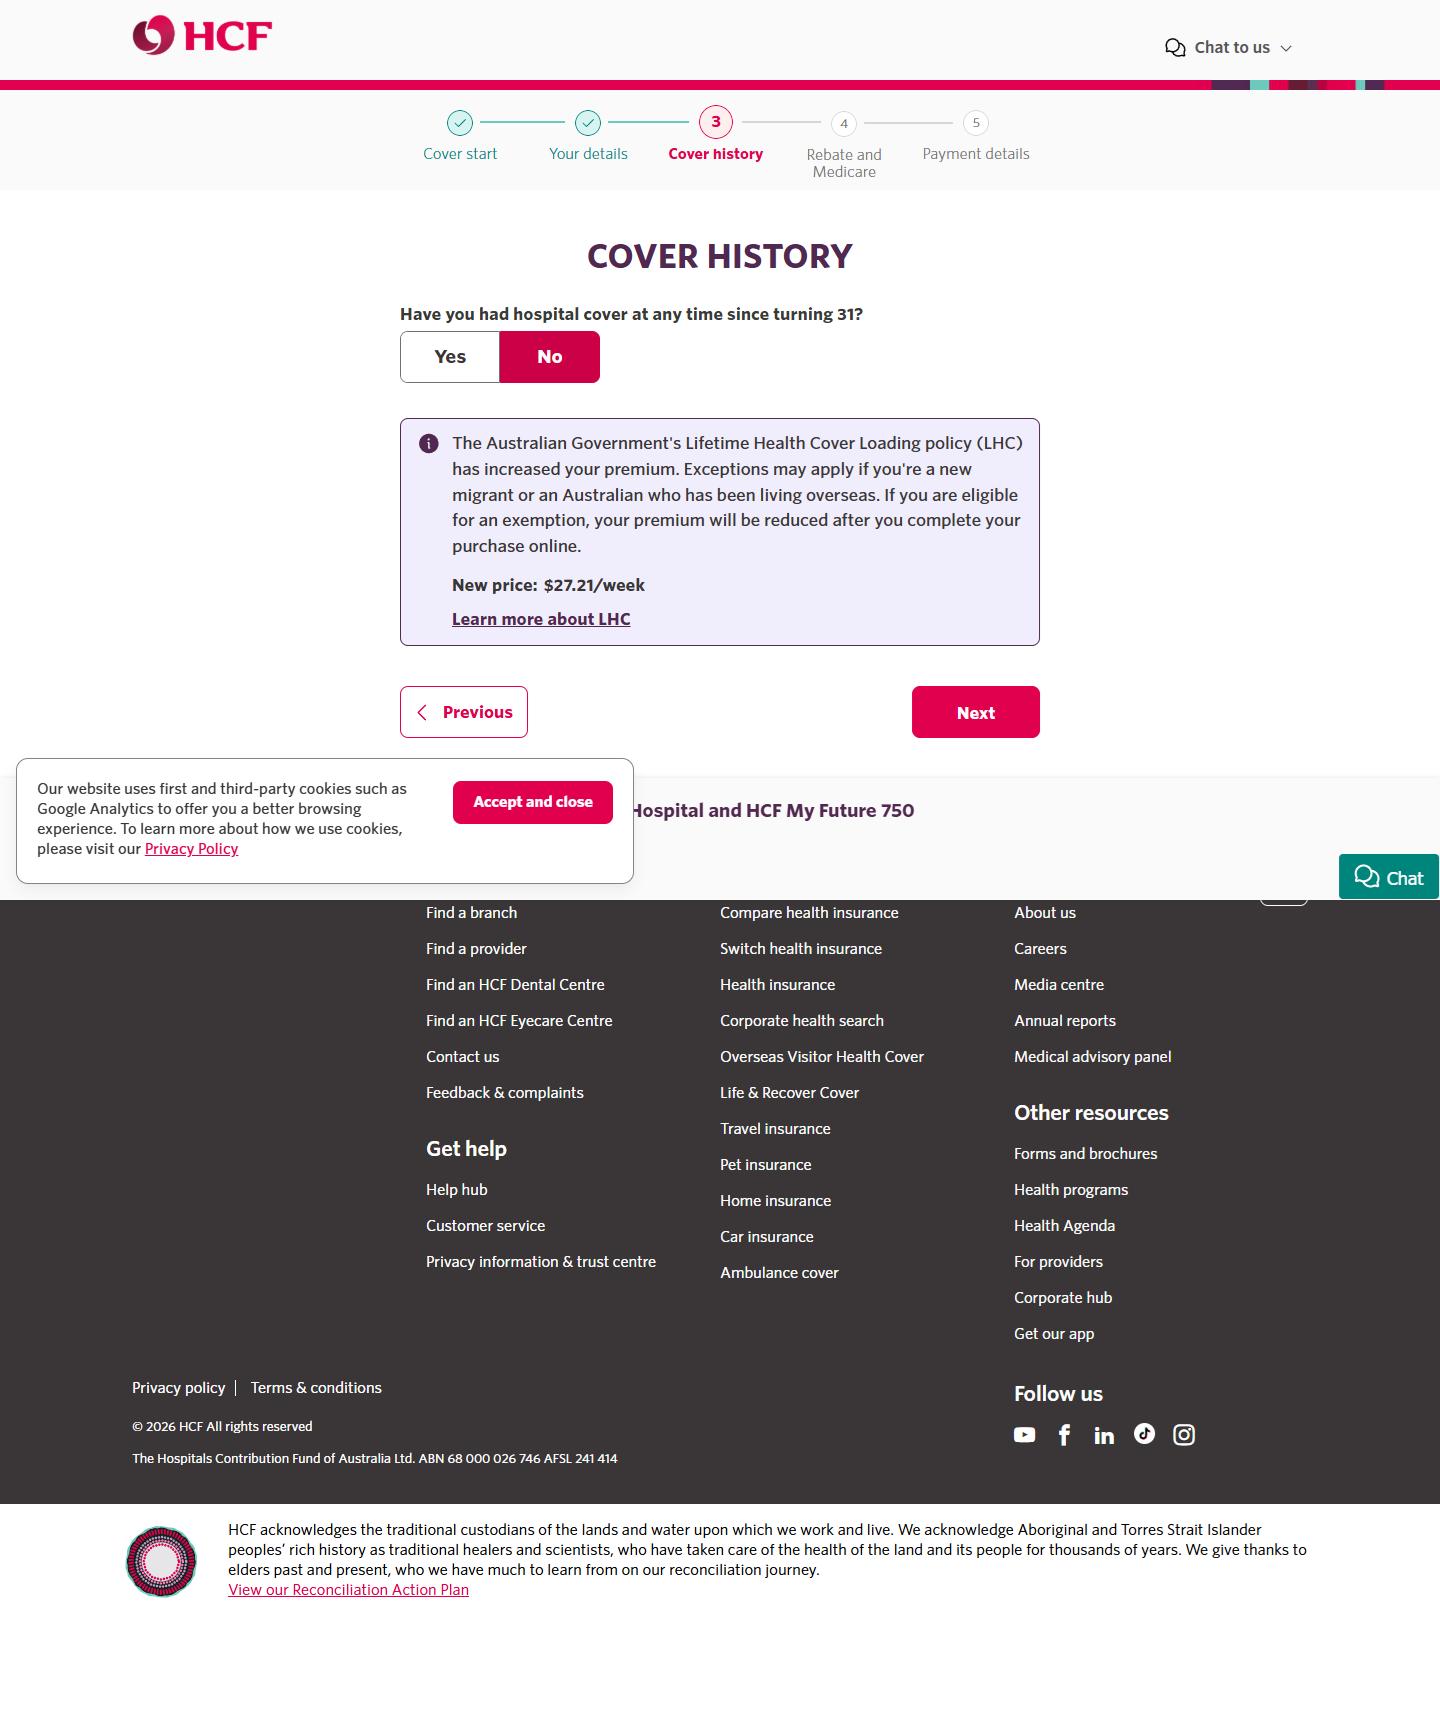 HCF
Chat to us
3
4
5
Cover start
Your details
Cover history
Rebate and
Medicare
Payment details
COVER HISTORY
Have you had hospital cover at any time since turning 31?
Yes
No
The Australian Government's Lifetime Health Cover Loading policy (LHC)
has increased your premium. Exceptions may apply if you're a new
migrant or an Australian who has been living overseas. If you are eligible
for an exemption, your premium will be reduced after you complete your
purchase online.
New price: $27.21/week
Learn more about LHC
Previous
Next
Our website uses first and third-party cookies such as
Google Analytics to offer you a better browsing
experience. To learn more about how we use cookies,
please visit our Privacy Policy
Accept and close
Hospital and HCF My Future 750
Chat
Find a branch
Find a provider
Find an HCF Dental Centre
Find an HCF Eyecare Centre
Contact us
Feedback & complaints
Get help
Help hub
Customer service
Privacy information & trust centre
Compare health insurance
Switch health insurance
Health insurance
Corporate health search
Overseas Visitor Health Cover
Life & Recover Cover
Travel insurance
Pet insurance
Home insurance
Car insurance
Ambulance cover
About us
Careers
Media centre
Annual reports
Medical advisory panel
Other resources
Forms and brochures
Health programs
Health Agenda
For providers
Corporate hub
Get our app
Privacy policy
Terms & conditions
© 2026 HCF All rights reserved
The Hospitals Contribution Fund of Australia Ltd. ABN 68 000 026 746 AFSL 241 414
Follow us
HCF acknowledges the traditional custodians of the lands and water upon which we work and live. We acknowledge Aboriginal and Torres Strait Islander
peoples’ rich history as traditional healers and scientists, who have taken care of the health of the land and its people for thousands of years. We give thanks to
elders past and present, who we have much to learn from on our reconciliation journey.
View our Reconciliation Action Plan